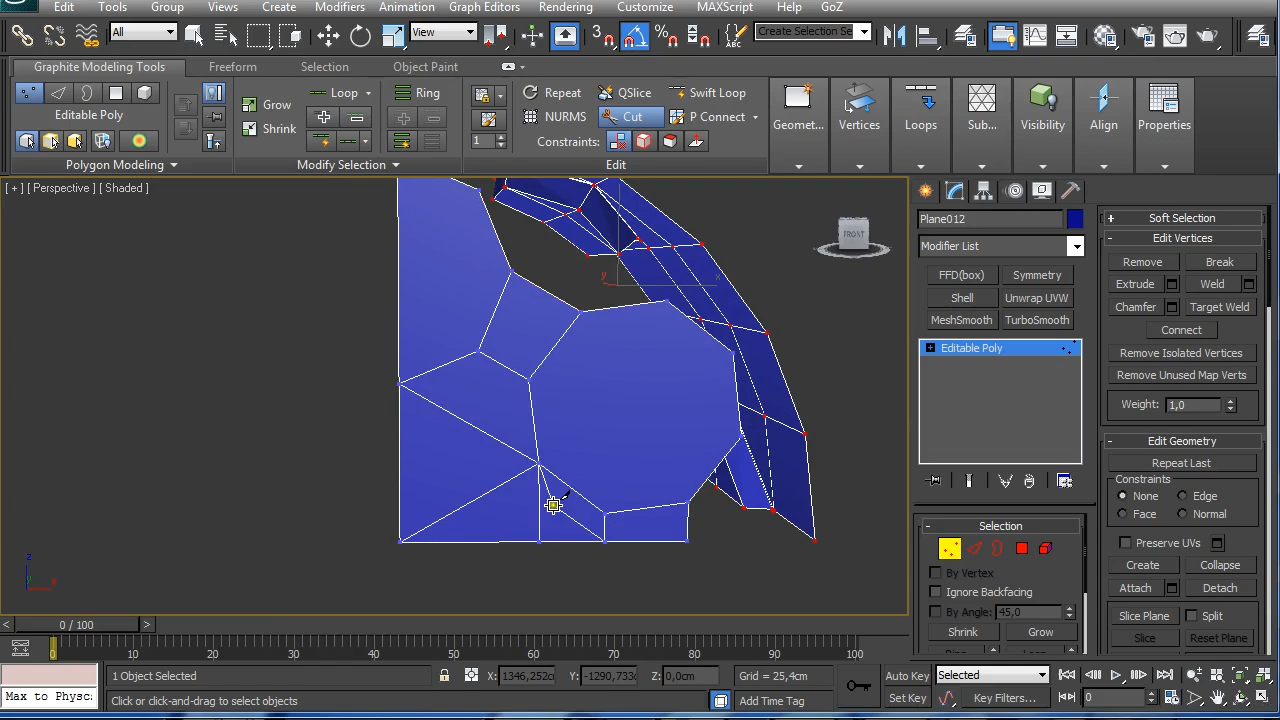 Edit Tools Group Views Create Modifiers Animation Graph Editors Rendering Customize MAXScript Help GoZ
All View 3 Create Selection Se
Graphite Modeling Tools Freeform Selection Object Paint
Editable Poly
Polygon Modeling
Grow Loop Ring
Shrink
Modify Selection
Repeat QSlice Swift Loop
NURMS Cut P Connect
1 Constraints:
Edit
Geomet... Vertices Loops Sub... Visibility Align Properties
[ + ] [ Perspective ] [ Shaded ]
FRONT
y x
z
y x
Plane012
Modifier List
FFD(box) Symmetry
Shell Unwrap UVW
MeshSmooth TurboSmooth
Editable Poly
Selection
By Vertex
Ignore Backfacing
By Angle: 45,0
Shrink Grow
Soft Selection
Edit Vertices
Remove Break
Extrude Weld
Chamfer Target Weld
Connect
Remove Isolated Vertices
Remove Unused Map Verts
Weight: 1,0
Edit Geometry
Repeat Last
Constraints
None Edge
Face Normal
Preserve UVs
Create Collapse
Attach Detach
Slice Plane Split
Slice Reset Plane
< 0 / 100 >
0 10 20 30 40 50 60 70 80 90 100
1 Object Selected X: 1346,252c Y: -1290,733 Z: 0,0cm Grid = 25,4cm Auto Key Selected
Max to Physc Click or click-and-drag to select objects Add Time Tag Set Key Key Filters... 0